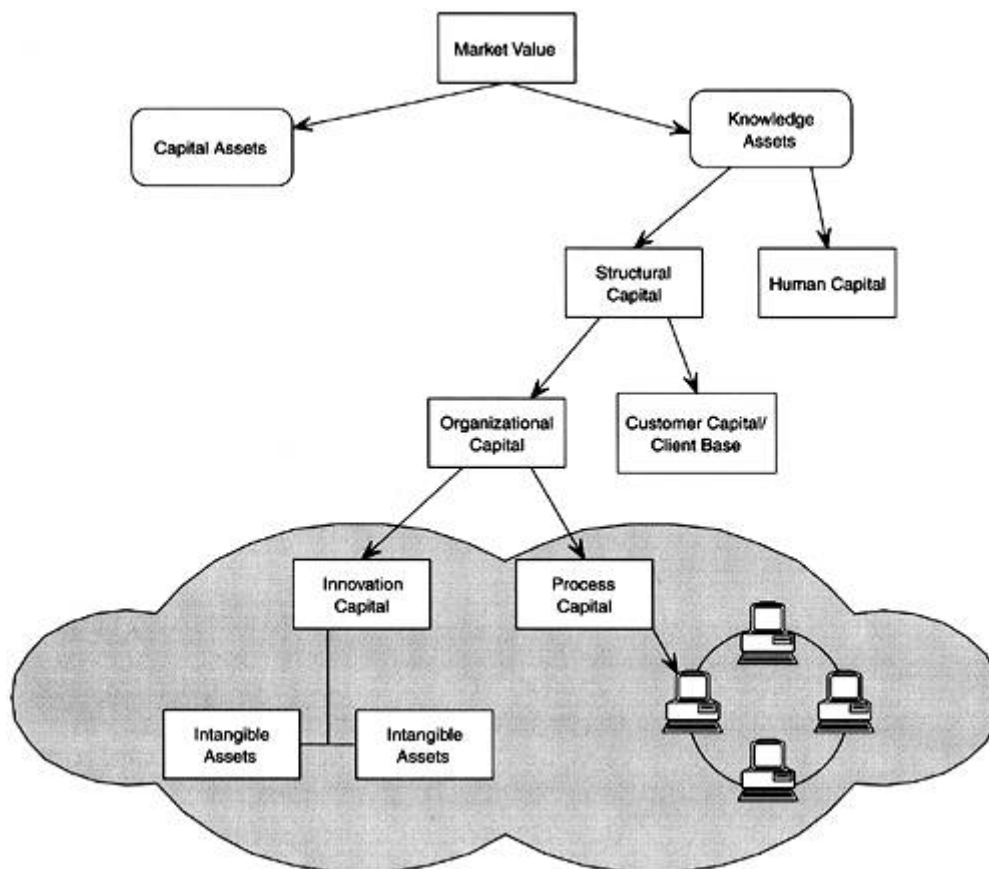 Market Value
Capital Assets
Knowledge
Assets
Structural
Capital
Human Capital
Organizational
Capital
Customer Capital/
Client Base
Innovation
Capital
Process
Capital
Intangible
Assets
Intangible
Assets